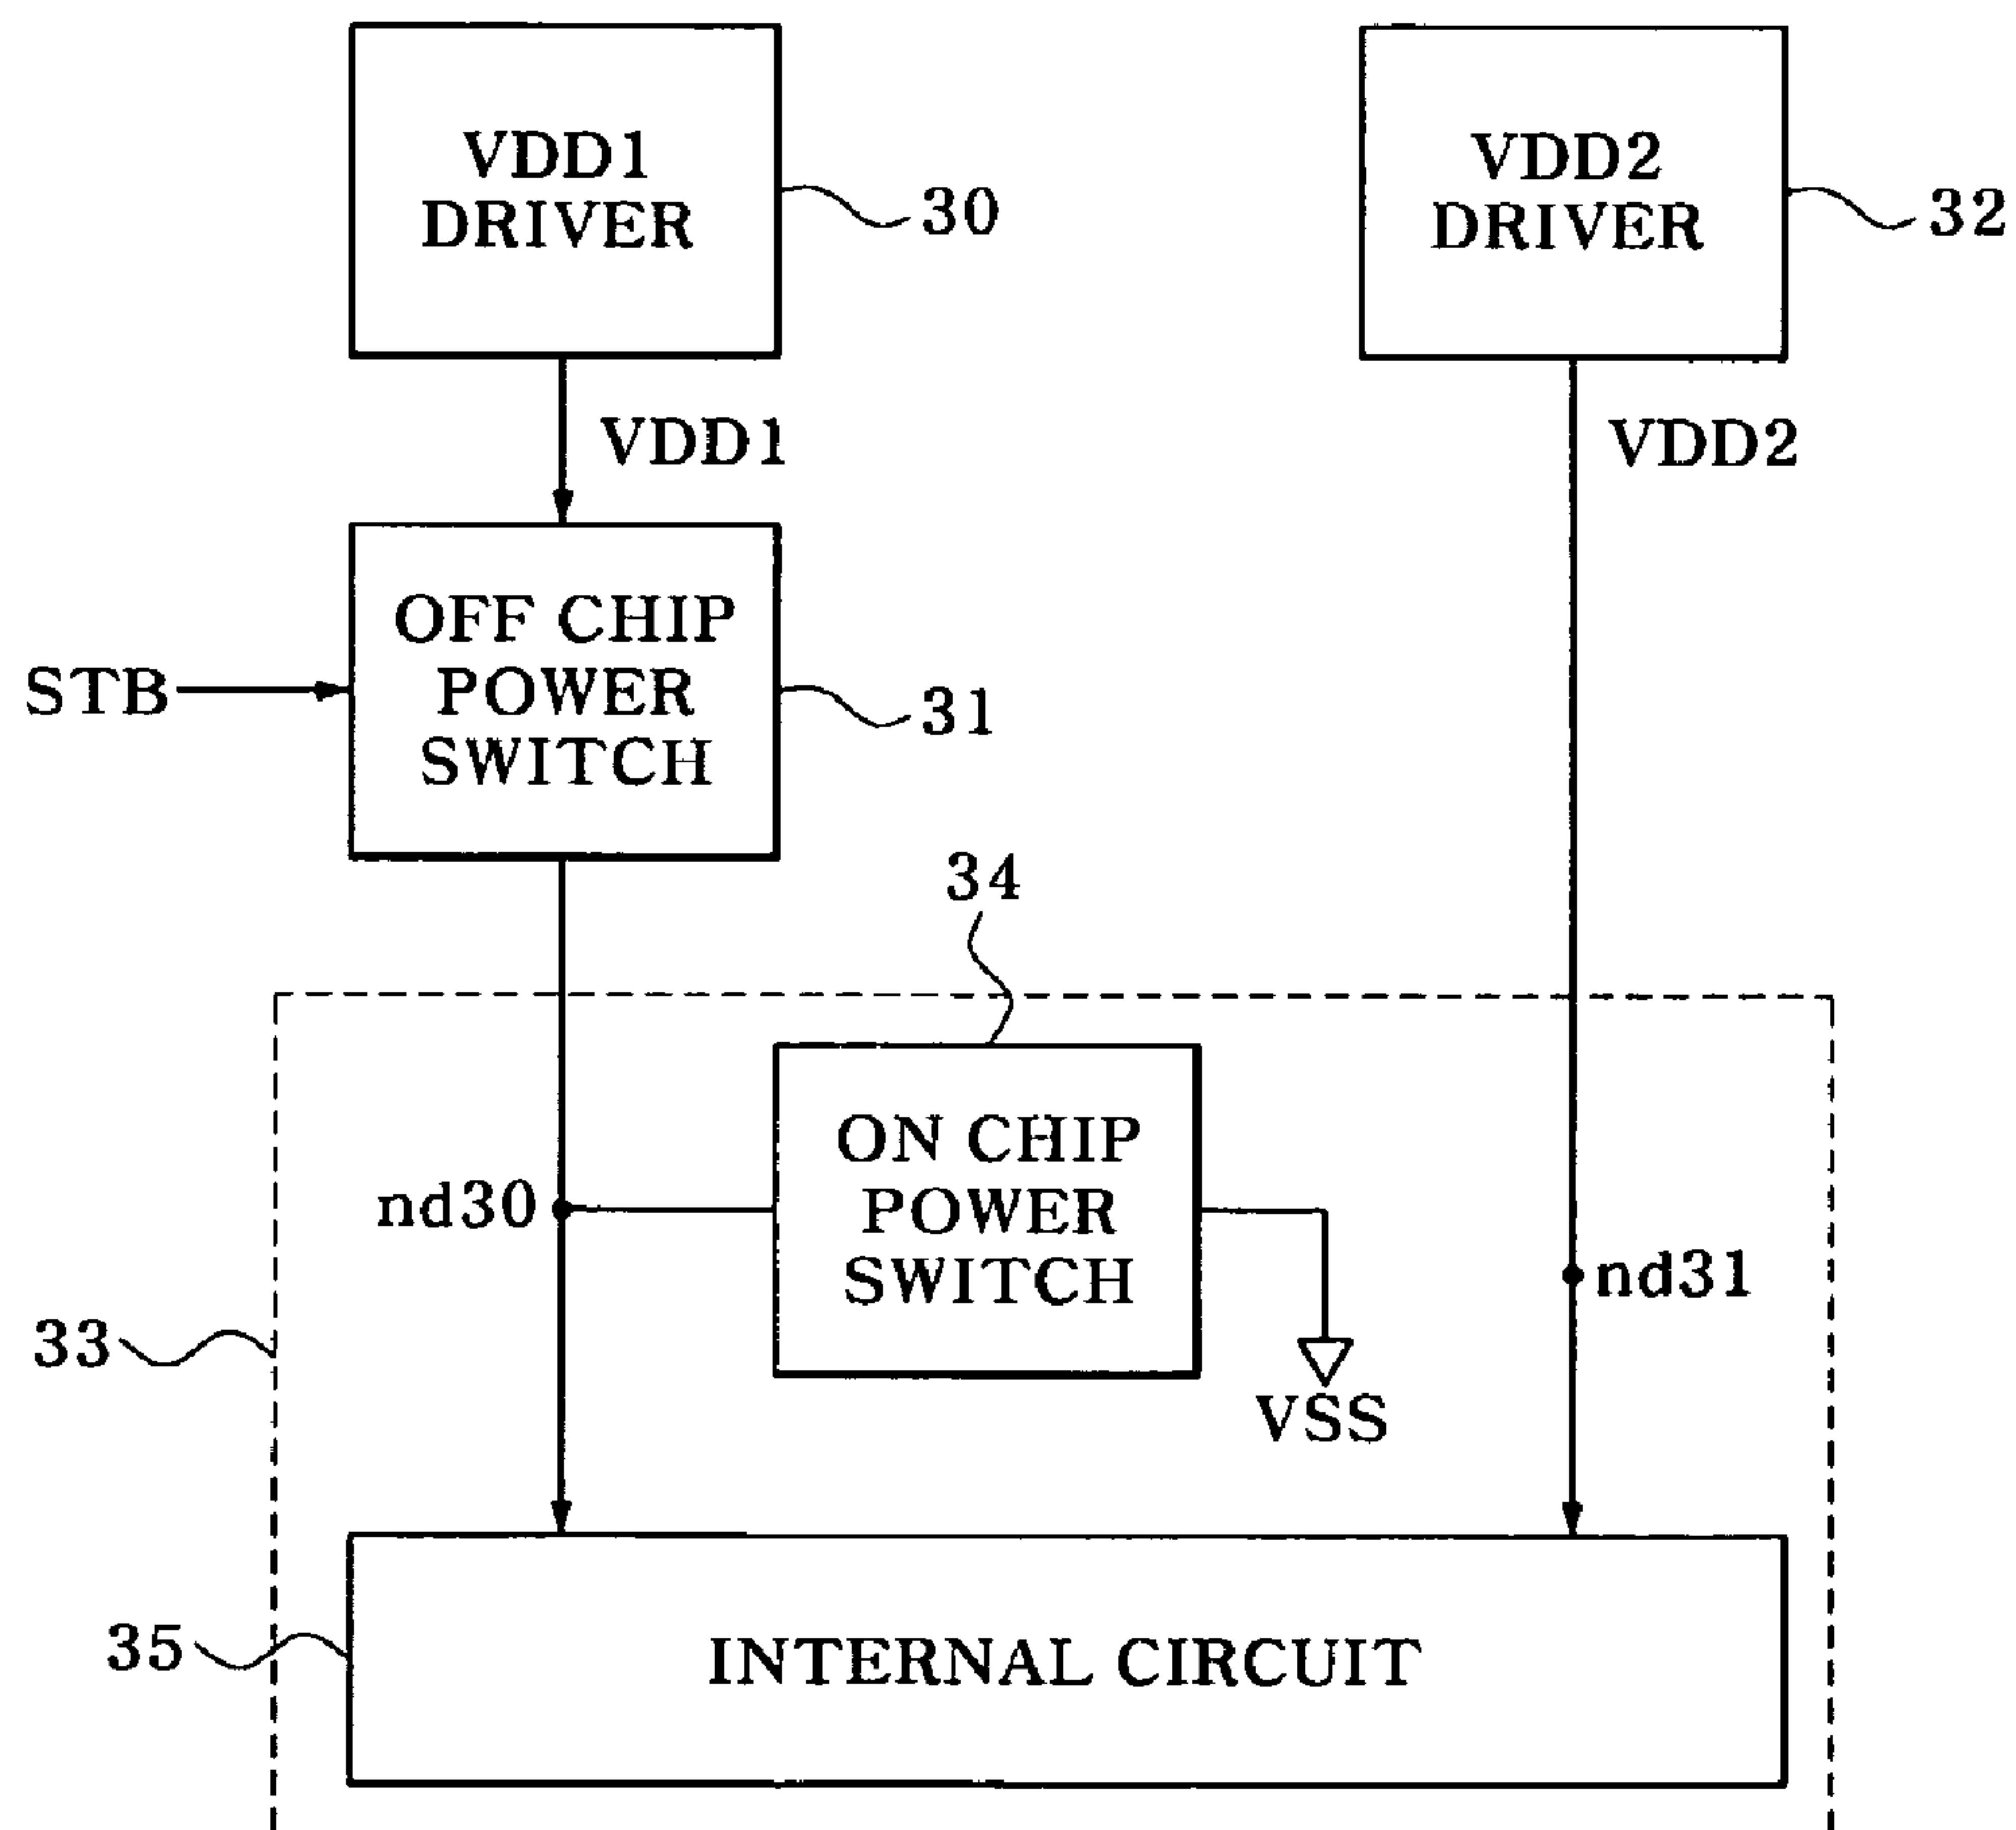 VDD1
DRIVER
30
VDD2
DRIVER
32
VDD1
VDD2
OFF CHIP
POWER
SWITCH
STB
31
34
ON CHIP
POWER
SWITCH
nd30
nd31
33
VSS
35
INTERNAL CIRCUIT